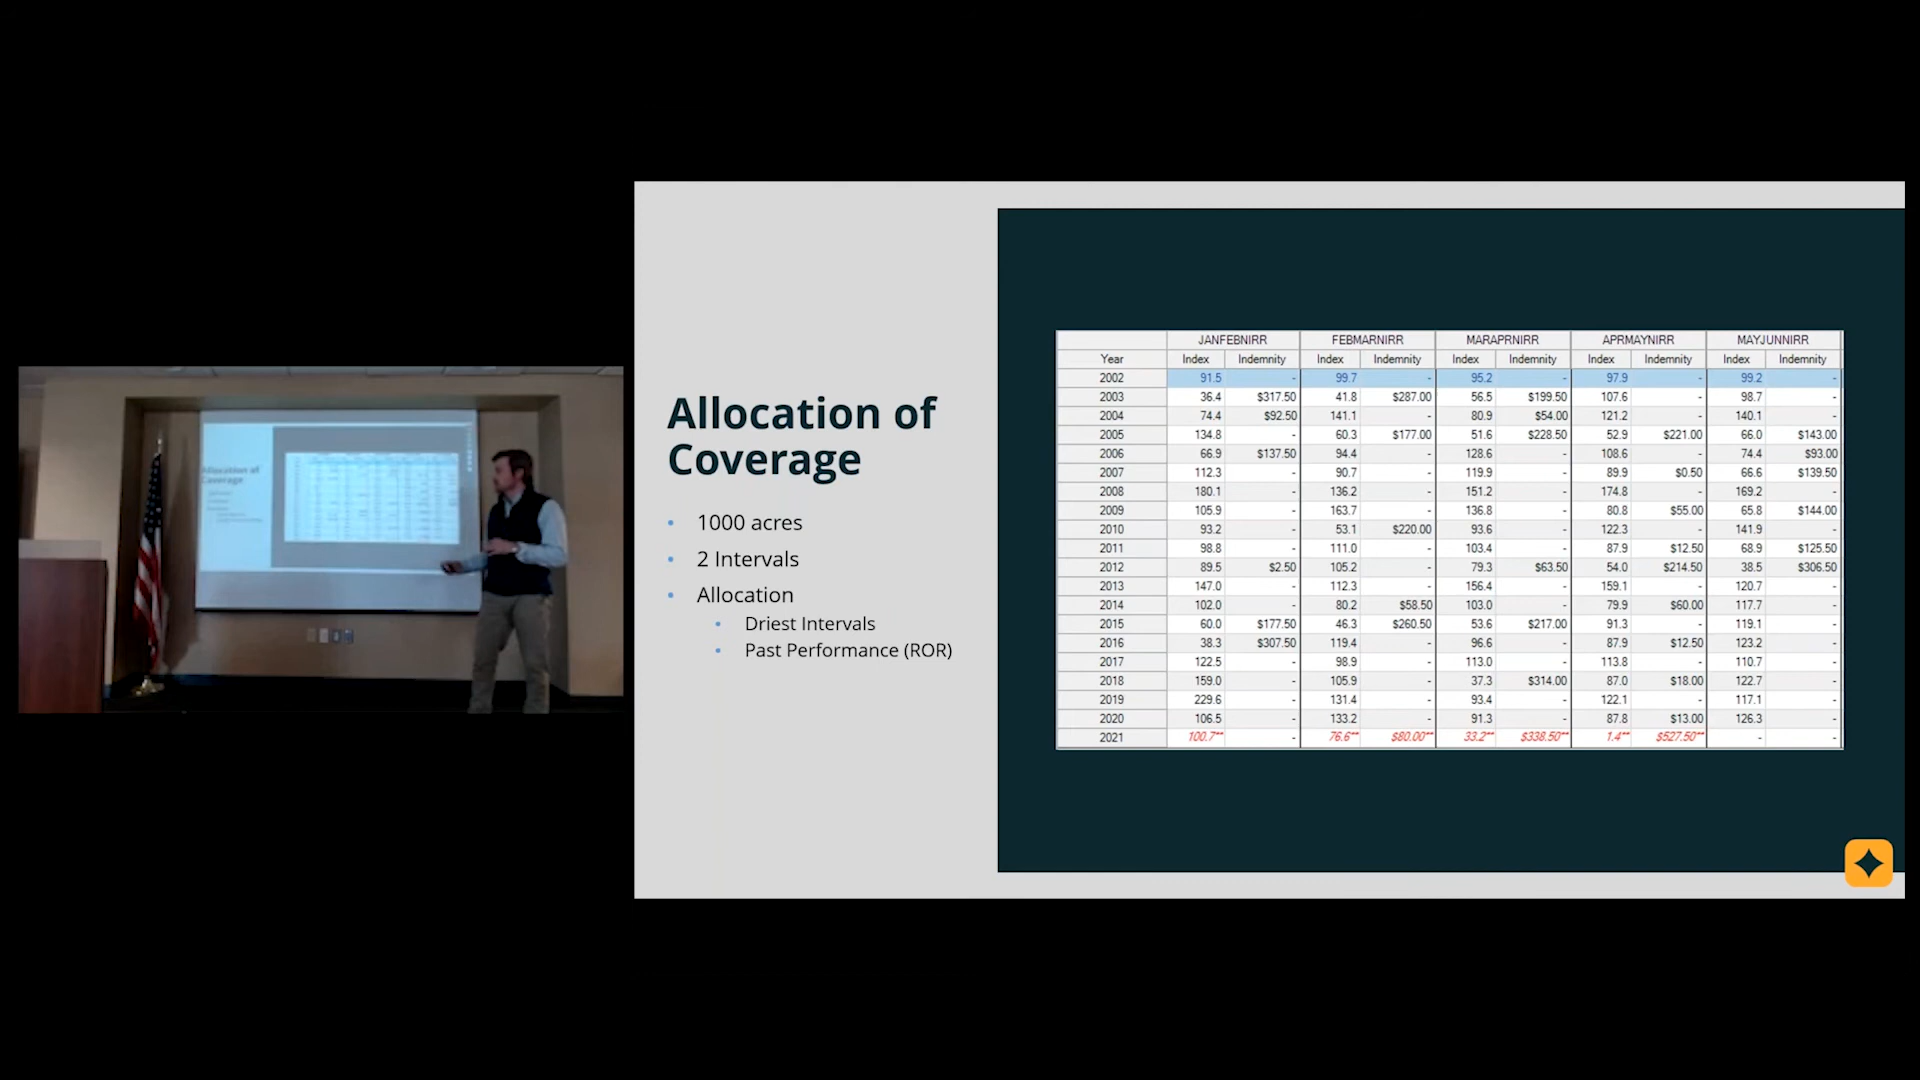 Allocation of
Coverage
• 1000 acres
• 2 Intervals
• Allocation
• Driest Intervals
• Past Performance (ROR)
JANFEBNIRR FEBMARNIRR MARAPRNIRR APRMAYNIRR MAYJUNNIRR
Year Index Indemnity Index Indemnity Index Indemnity Index Indemnity Index Indemnity
2002 91.5 - 99.7 - 95.2 - 97.9 - 99.2 -
2003 36.4 $317.50 41.8 $287.00 56.5 $199.50 107.6 - 98.7 -
2004 74.4 $92.50 141.1 - 80.9 $54.00 121.2 - 140.1 -
2005 134.8 - 60.3 $177.00 51.6 $228.50 52.9 $221.00 66.0 $143.00
2006 66.9 $137.50 94.4 - 128.6 - 108.6 - 74.4 $93.00
2007 112.3 - 90.7 - 119.9 - 89.9 $0.50 66.6 $139.50
2008 180.1 - 136.2 - 151.2 - 174.8 - 169.2 -
2009 105.9 - 163.7 - 136.8 - 80.8 $55.00 65.8 $144.00
2010 93.2 - 53.1 $220.00 93.6 - 122.3 - 141.9 -
2011 98.8 - 111.0 - 103.4 - 87.9 $12.50 68.9 $125.50
2012 89.5 $2.50 105.2 - 79.3 $63.50 54.0 $214.50 38.5 $306.50
2013 147.0 - 112.3 - 156.4 - 159.1 - 120.7 -
2014 102.0 - 80.2 $58.50 103.0 - 79.9 $60.00 117.7 -
2015 60.0 $177.50 46.3 $260.50 53.6 $217.00 91.3 - 119.1 -
2016 38.3 $307.50 119.4 - 96.6 - 87.9 $12.50 123.2 -
2017 122.5 - 98.9 - 113.0 - 113.8 - 110.7 -
2018 159.0 - 105.9 - 37.3 $314.00 87.0 $18.00 122.7 -
2019 229.6 - 131.4 - 93.4 - 122.1 - 117.1 -
2020 106.5 - 133.2 - 91.3 - 87.8 $13.00 126.3 -
2021 100.7** - 76.6** $80.00** 33.2** $338.50** 1.4** $527.50** - -
Allocation of
Coverage